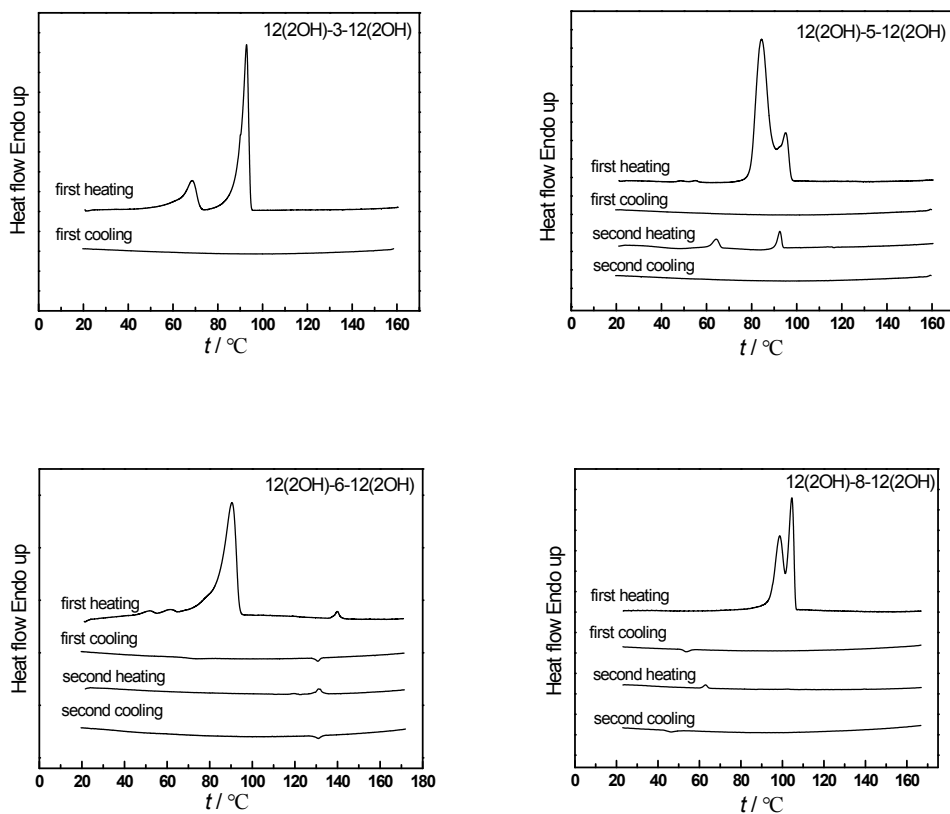 12(2OH)-3-12(2OH)
Heat flow Endo up
first heating
first cooling
0 20 40 60 80 100 120 140 160
t / °C
12(2OH)-5-12(2OH)
Heat flow Endo up
first heating
first cooling
second heating
second cooling
0 20 40 60 80 100 120 140 160
t / °C
12(2OH)-6-12(2OH)
Heat flow Endo up
first heating
first cooling
second heating
second cooling
0 20 40 60 80 100 120 140 160 180
t / °C
12(2OH)-8-12(2OH)
Heat flow Endo up
first heating
first cooling
second heating
second cooling
0 20 40 60 80 100 120 140 160
t / °C